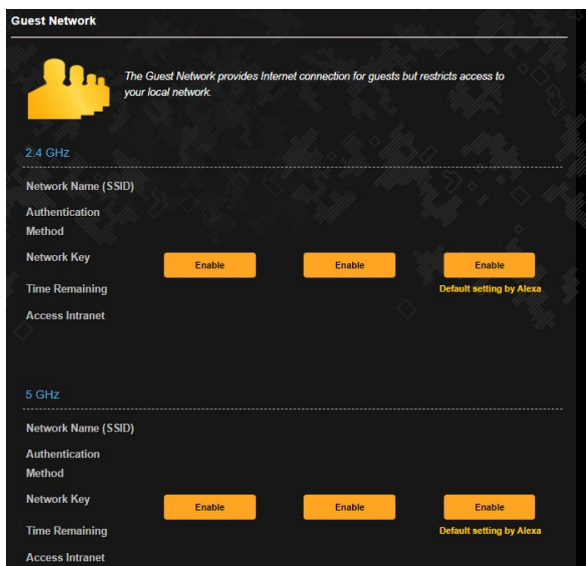 Guest Network
The Guest Network provides Internet connection for guests but restricts access to
your local network.
2.4 GHz
Network Name (SSID)
Authentication
Method
Network Key
Enable Enable Enable
Time Remaining
Default setting by Alexa
Access Intranet
5 GHz
Network Name (SSID)
Authentication
Method
Network Key
Enable Enable Enable
Time Remaining
Default setting by Alexa
Access Intranet